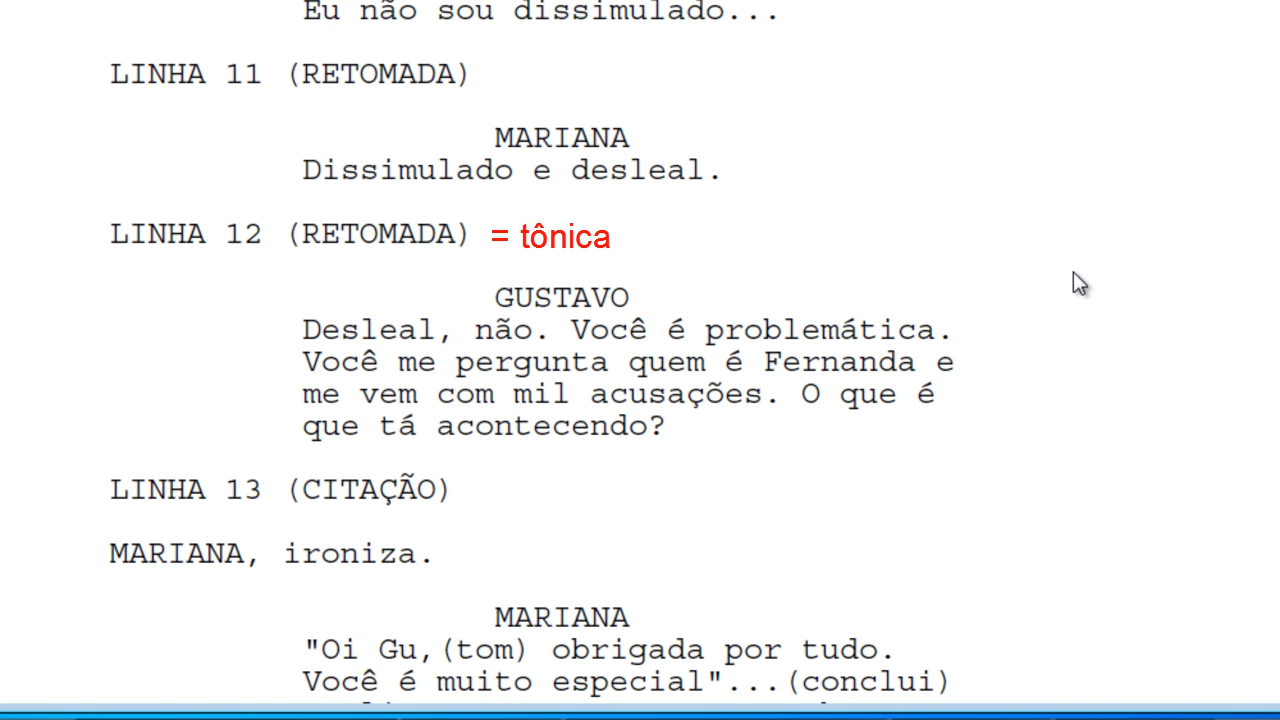 Eu não sou dissimulado...
LINHA 11 (RETOMADA)
MARIANA
Dissimulado e desleal.
LINHA 12 (RETOMADA) = tônica
GUSTAVO
Desleal, não. Você é problemática.
Você me pergunta quem é Fernanda e
me vem com mil acusações. O que é
que tá acontecendo?
LINHA 13 (CITAÇÃO)
MARIANA, ironiza.
MARIANA
"Oi Gu,(tom) obrigada por tudo.
Você é muito especial"...(conclui)